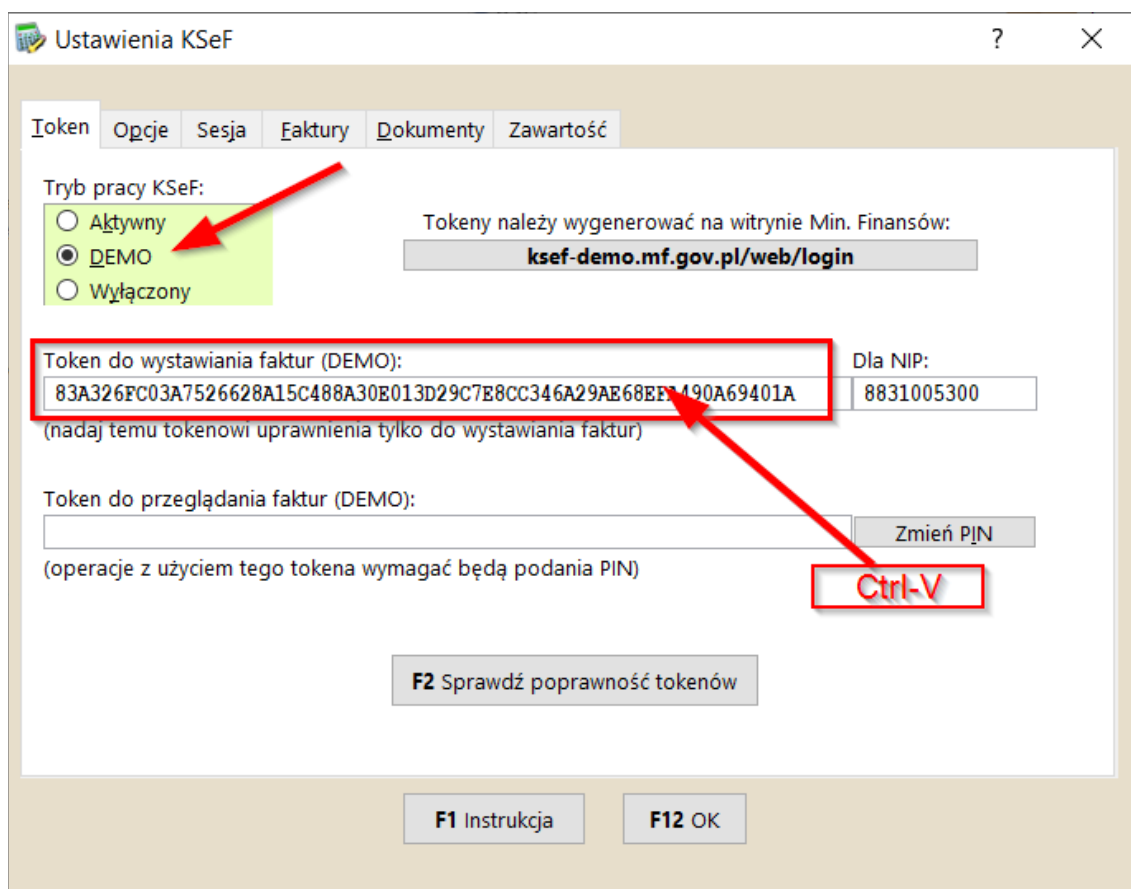 Ustawienia KSeF ?
Token Opcje Sesja Faktury Dokumenty Zawartość
Tryb pracy KSeF:
Aktywny
DEMO
Wyłączony
Tokeny należy wygenerować na witrynie Min. Finansów:
ksef-demo.mf.gov.pl/web/login
Token do wystawiania faktur (DEMO):
Dla NIP:
8831005300
(nadaj temu tokenowi uprawnienia tylko do wystawiania faktur)
Token do przeglądania faktur (DEMO):
Zmień PIN
(operacje z użyciem tego tokena wymagać będą podania PIN)
Ctrl-V
F2 Sprawdź poprawność tokenów
F1 Instrukcja F12 OK